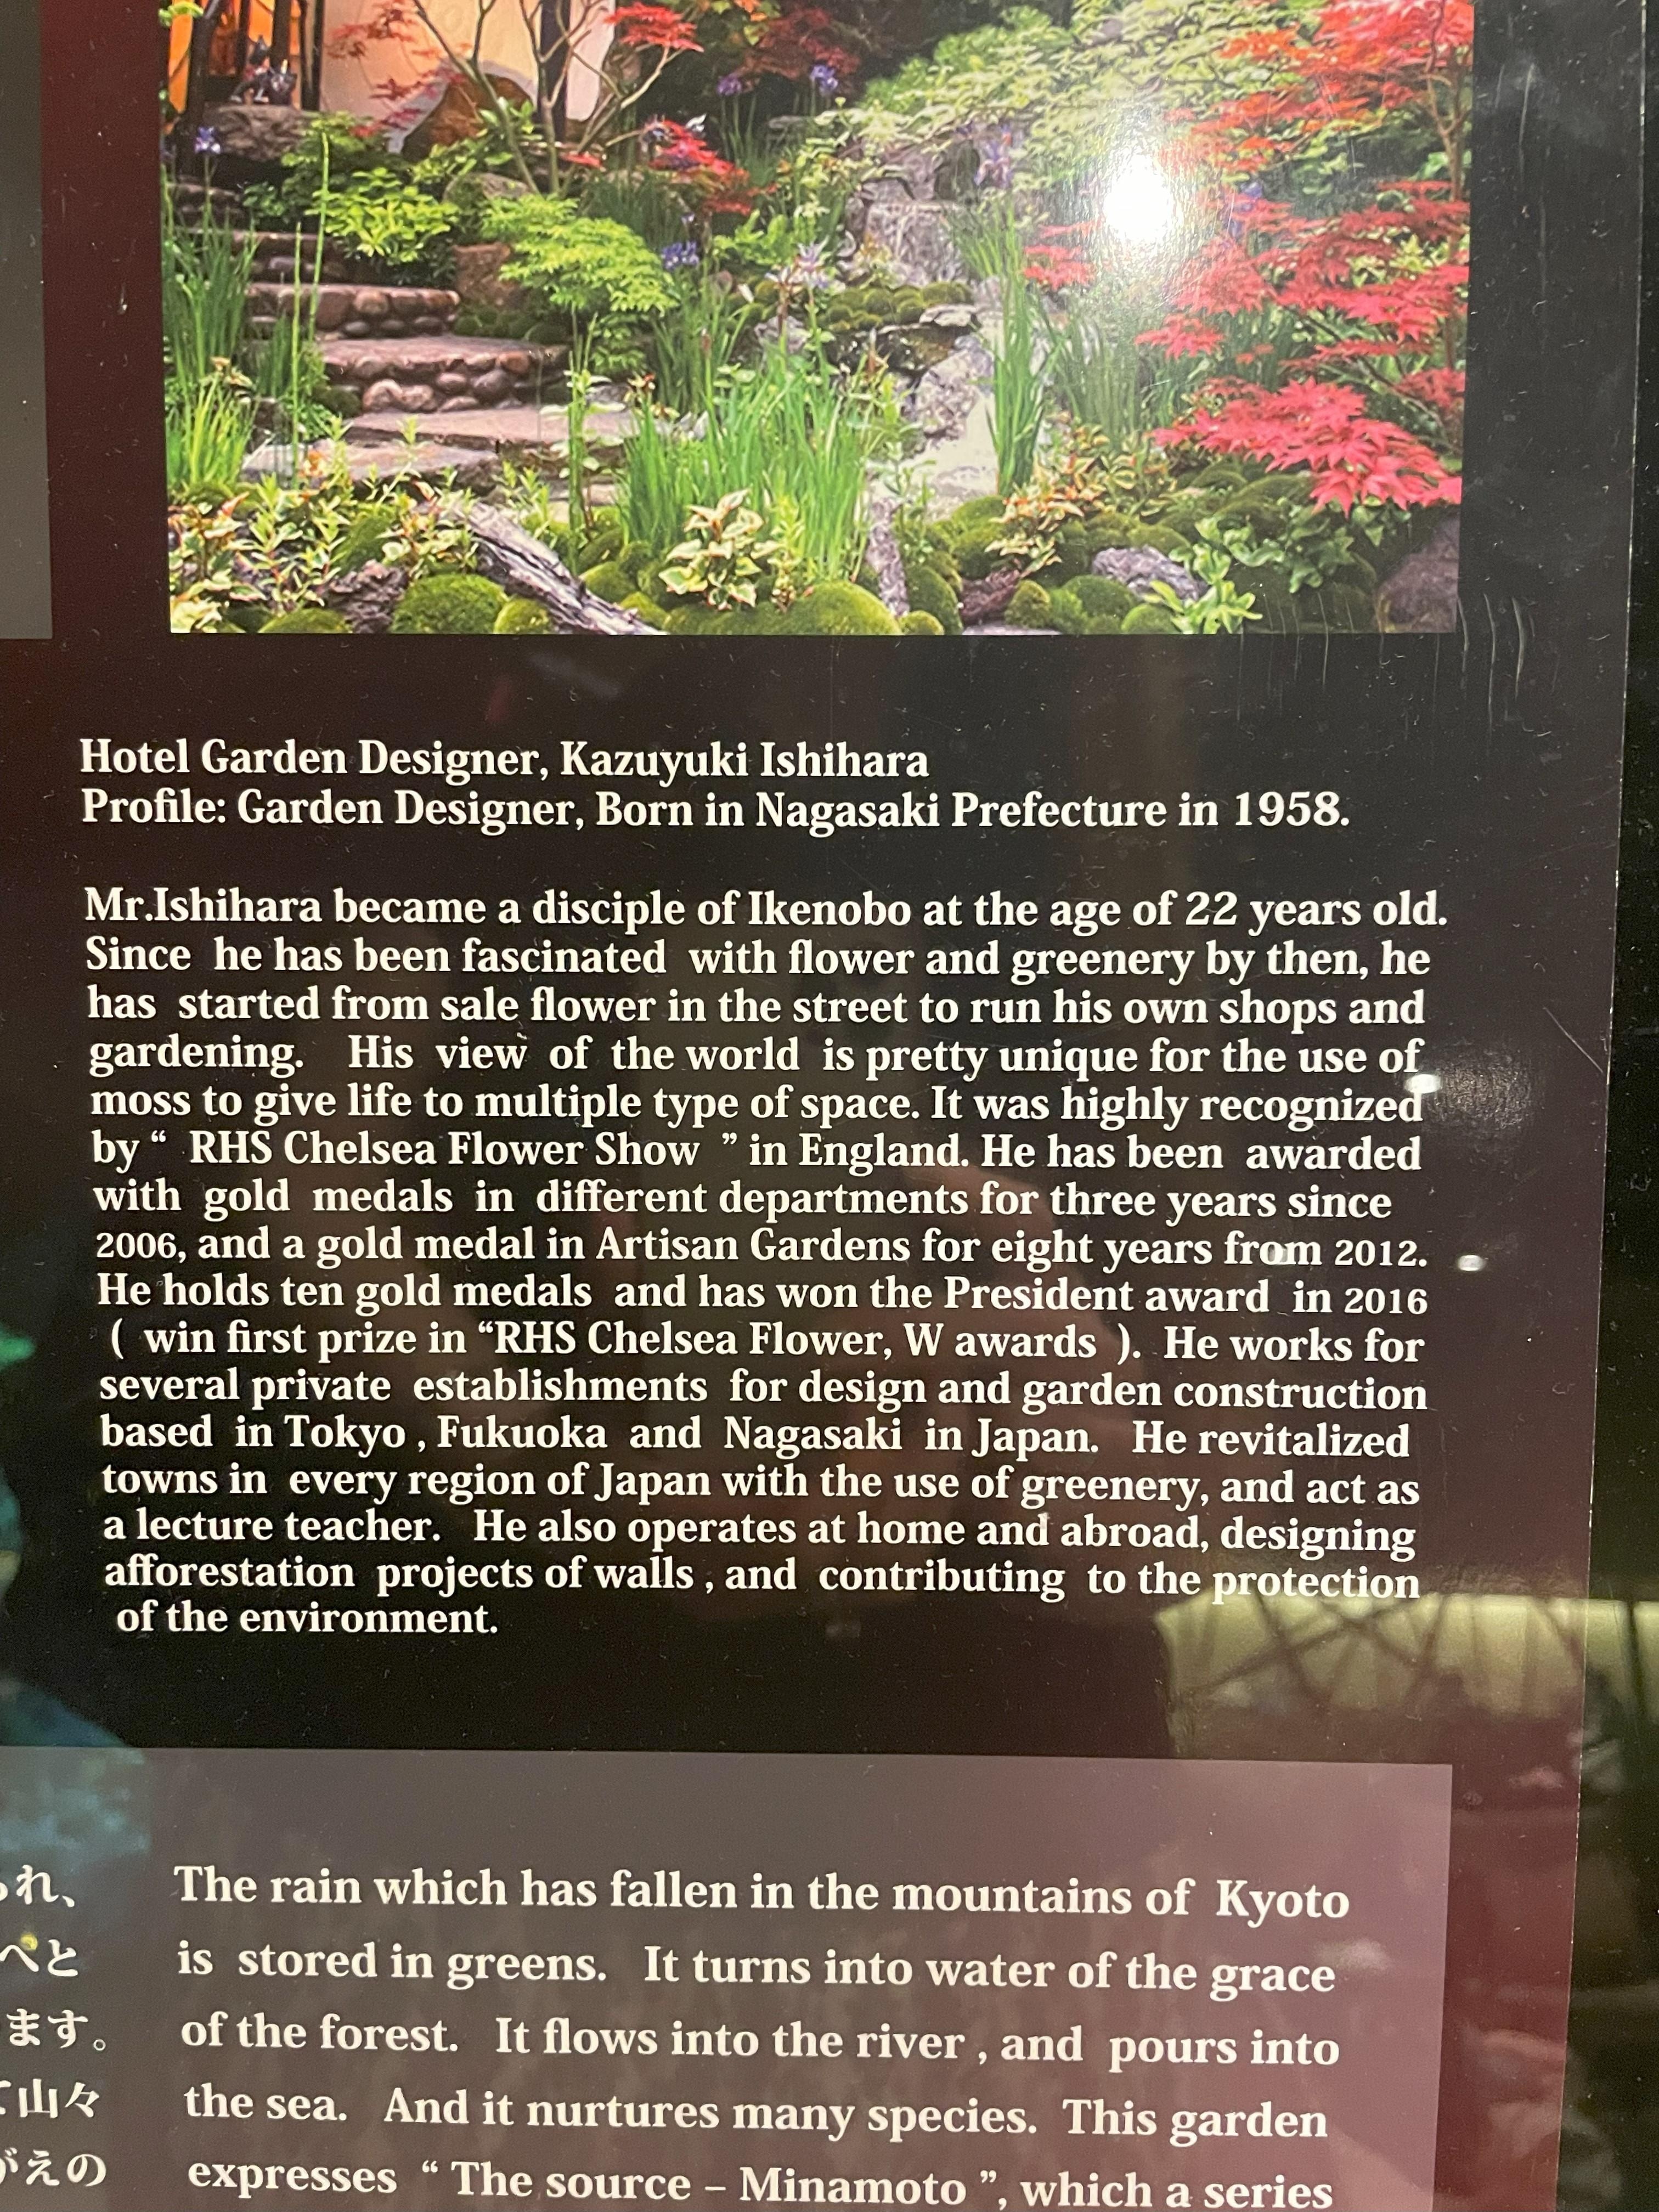 Hotel Garden Designer, Kazuyuki Ishihara
Profile: Garden Designer, Born in Nagasaki Prefecture in 1958.
Mr.Ishihara became a disciple of Ikenobo at the age of 22 years old.
Since he has been fascinated with flower and greenery by then, he
has started from sale flower in the street to run his own shops and
gardening. His view of the world is pretty unique for the use of
moss to give life to multiple type of space. It was highly recognized
by “ RHS Chelsea Flower Show ” in England. He has been awarded
with gold medals in different departments for three years since
2006, and a gold medal in Artisan Gardens for eight years from 2012.
He holds ten gold medals and has won the President award in 2016
( win first prize in “RHS Chelsea Flower, W awards ). He works for
several private establishments for design and garden construction
based in Tokyo , Fukuoka and Nagasaki in Japan. He revitalized
towns in every region of Japan with the use of greenery, and act as
a lecture teacher. He also operates at home and abroad, designing
afforestation projects of walls , and contributing to the protection
of the environment.
れ、
べと
ます。
山々
がえの
The rain which has fallen in the mountains of Kyoto
is stored in greens. It turns into water of the grace
of the forest. It flows into the river , and pours into
the sea. And it nurtures many species. This garden
expresses “ The source – Minamoto ”, which a series